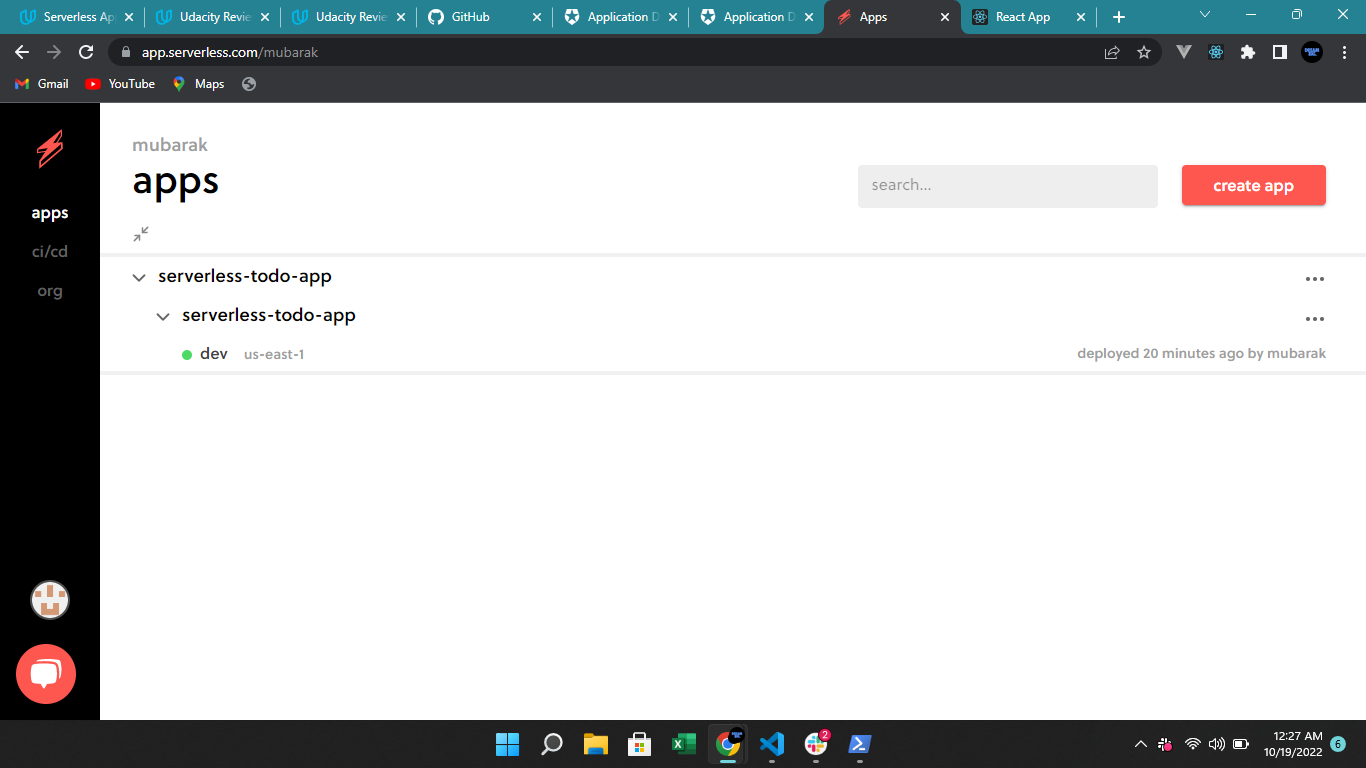 Serverless Ap
Udacity Revie
Udacity Revie
GitHub
Application D
Application D
Apps
React App
app.serverless.com/mubarak
Gmail
YouTube
Maps
mubarak
apps
search...
create app
apps
ci/cd
org
serverless-todo-app
serverless-todo-app
dev us-east-1 deployed 20 minutes ago by mubarak
2
12:27 AM
10/19/2022
6